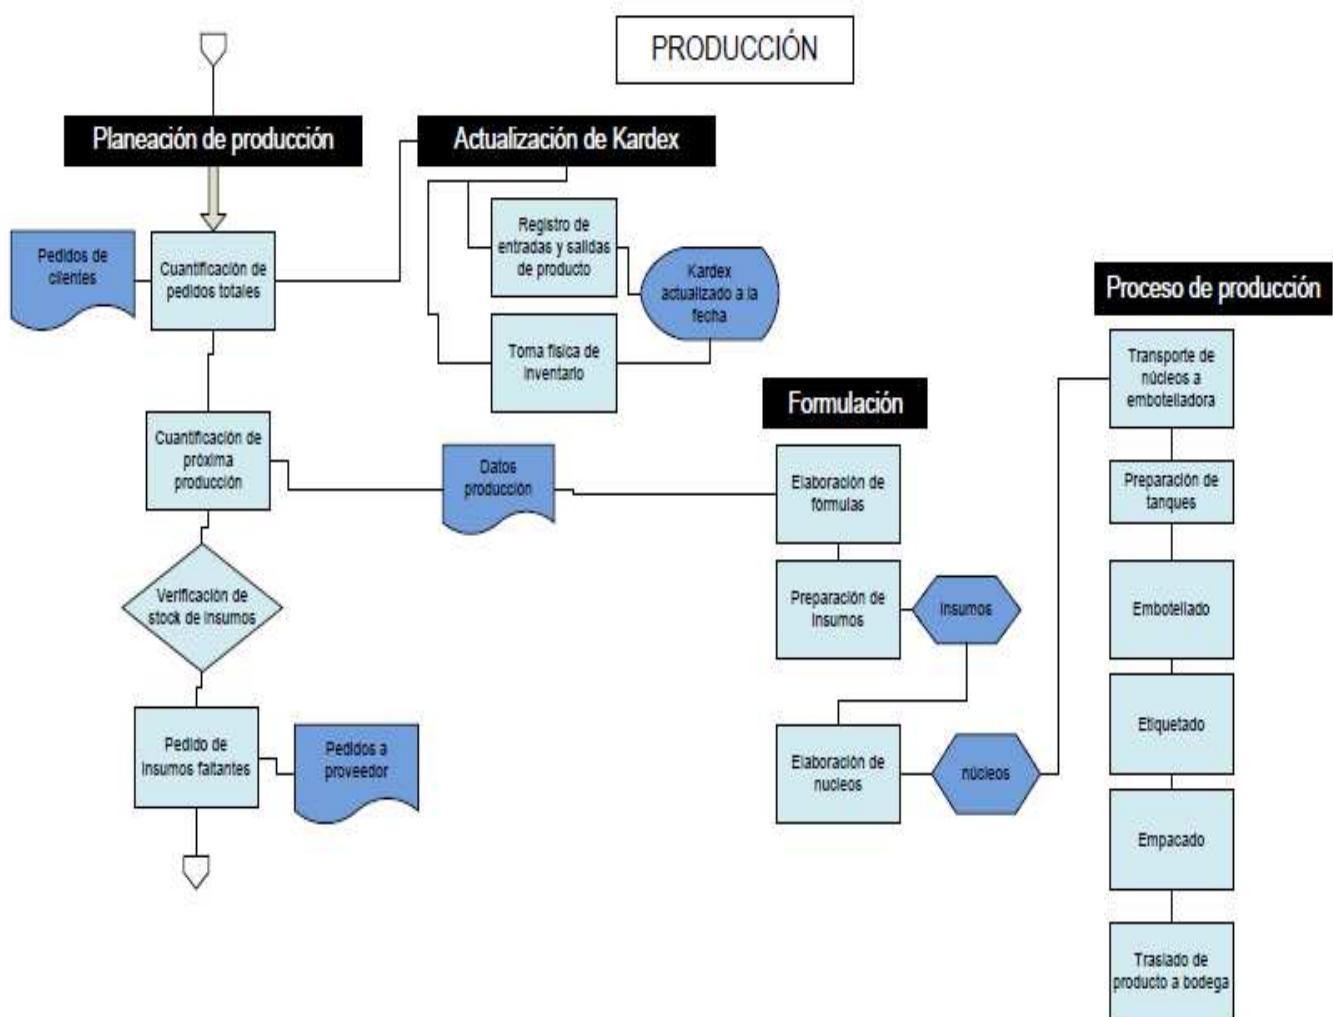 PRODUCCIÓN
Planeación de producción
Actualización de Kardex
Pedidos de
clientes
Cuantificación de
pedidos totales
Registro de
entradas y salidas
de producto
Kardex
actualizado a la
fecha
Toma física de
inventario
Proceso de producción
Transporte de
núcleos a
embotelladora
Formulación
Cuantificación de
próxima
producción
Datos
producción
Elaboración de
fórmulas
Preparación de
tanques
Verificación de
stock de insumos
Preparación de
insumos
insumos
Embotellado
Pedido de
insumos faltantes
Pedidos a
proveedor
Elaboración de
nucleos
núcleos
Etiquetado
Empacado
Traslado de
producto a bodega